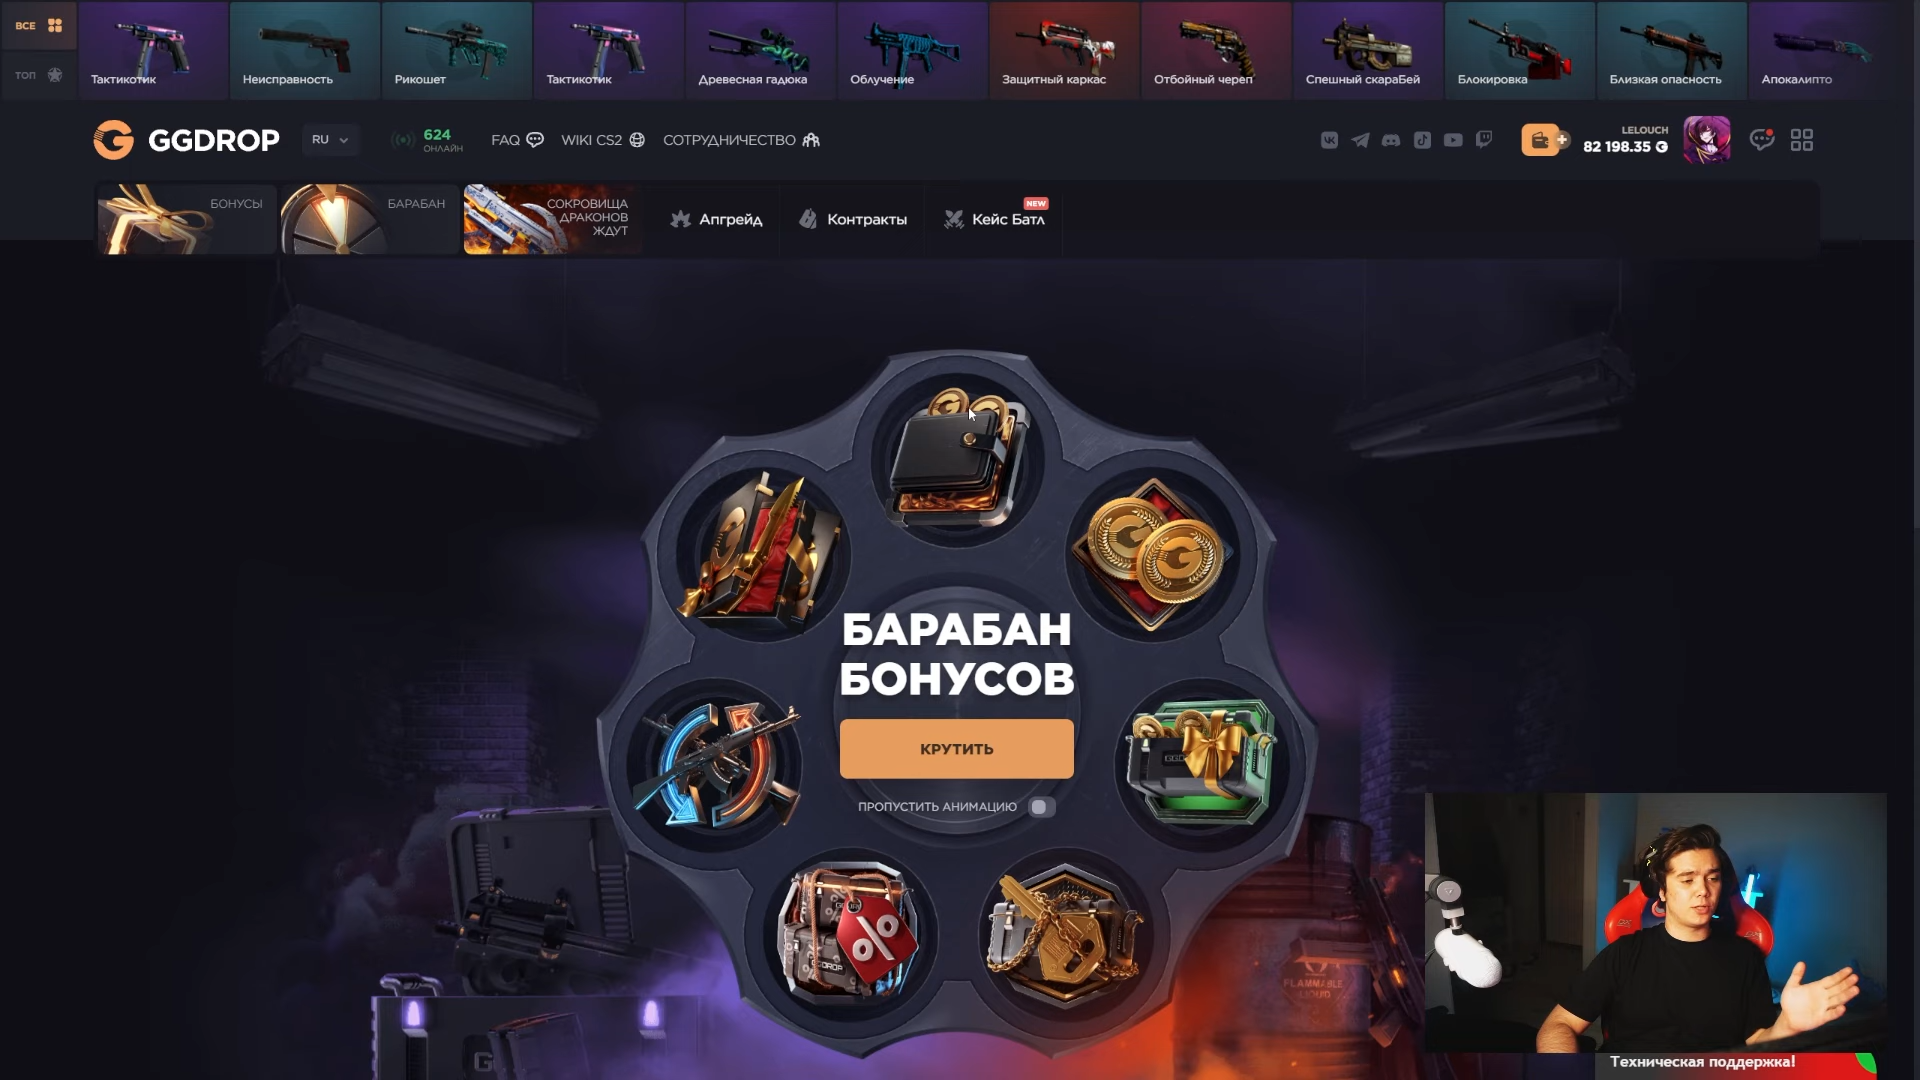 ВСЕ
ТОП
Тактикотик
Неисправность
Рикошет
Тактикотик
Древесная гадюка
Облучение
Защитный каркас
Отбойный череп
Спешный скараБей
Блокировка
Близкая опасность
Апокалипто
GGDROP
RU
624
ОНЛАЙН
FAQ
WIKI CS2
СОТРУДНИЧЕСТВО
LELOUCH
82 198.35 G
БОНУСЫ
БАРАБАН
СОКРОВИЩА
ДРАКОНОВ
ЖДУТ
Апгрейд
Контракты
Кейс Батл
NEW
БАРАБАН
БОНУСОВ
КРУТИТЬ
ПРОПУСТИТЬ АНИМАЦИЮ
%
FLAMMABLE
LIQUID
Техническая поддержка!